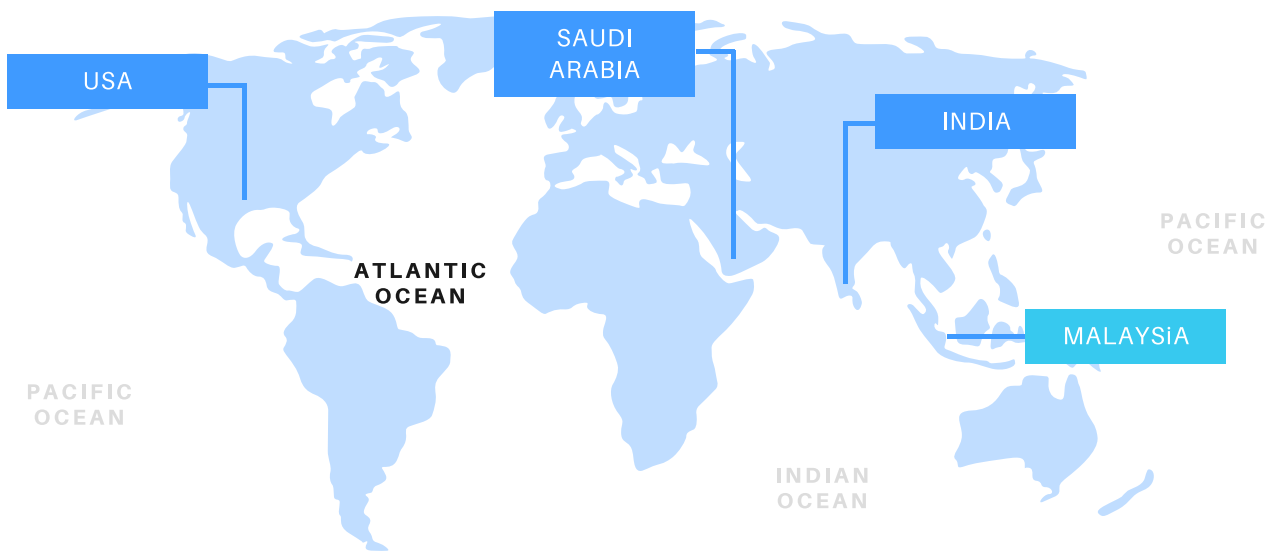 USA
SAUDI
ARABIA
INDIA
PACIFIC
OCEAN
ATLANTIC
OCEAN
MALAYSiA
PACIFIC
OCEAN
INDIAN
OCEAN